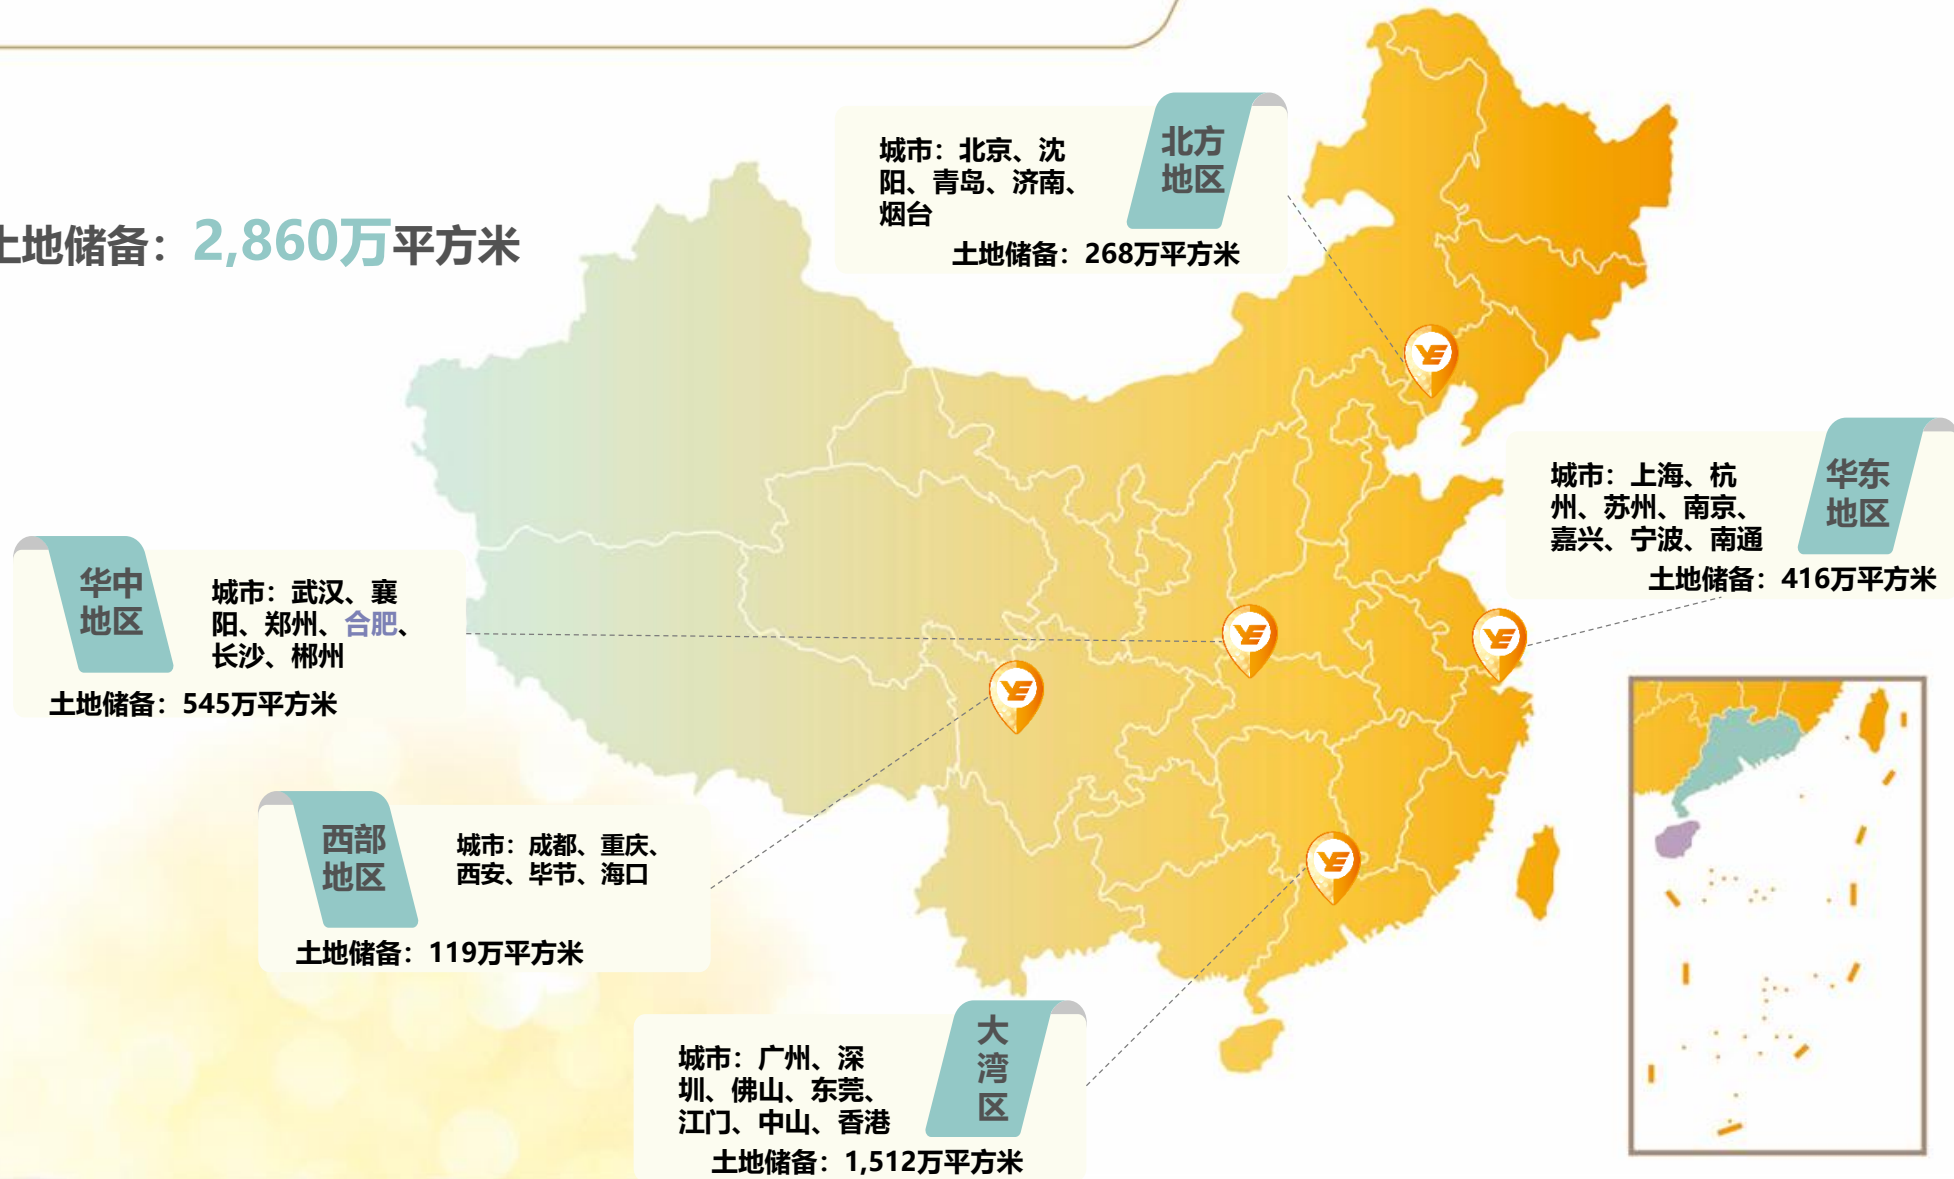 土地储备：2,860万平方米
城市：北京、沈
阳、青岛、济南、
烟台
北方
地区
土地储备：268万平方米
城市：上海、杭
州、苏州、南京、
嘉兴、宁波、南通
华东
地区
土地储备：416万平方米
华中
地区
城市：武汉、襄
阳、郑州、合肥、
长沙、郴州
土地储备：545万平方米
西部
地区
城市：成都、重庆、
西安、毕节、海口
土地储备：119万平方米
城市：广州、深
圳、佛山、东莞、
江门、中山、香港
大
湾
区
土地储备：1,512万平方米
YE
YE
YE
YE
YE